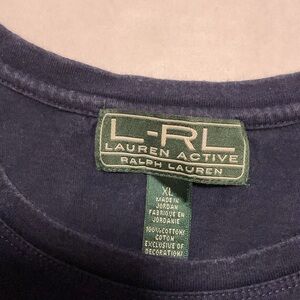 L-RL
LAUREN ACTIVE
RALPH LAUREN
XL
MADE IN
JORDAN
FABRIQUE EN
JORDANIE
100%COTTON/
COTON
EXCLUSIVE OF
DECORATION/